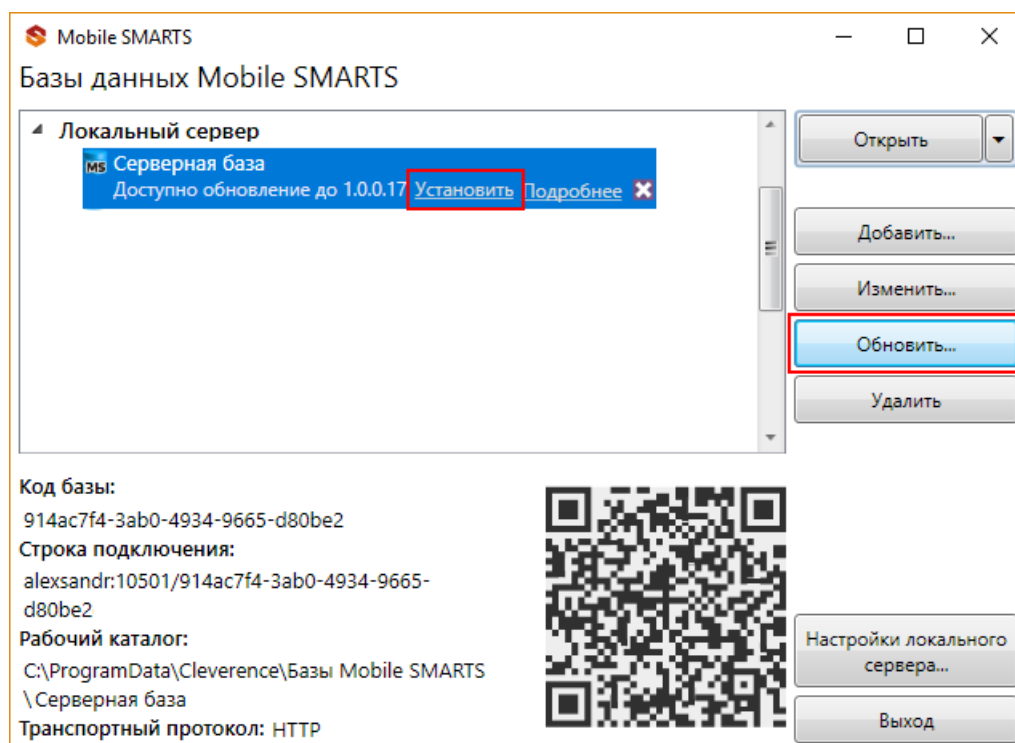 Mobile SMARTS
Базы данных Mobile SMARTS
Локальный сервер
MS Серверная база
Доступно обновление до 1.0.0.17 Установить Подробнее
Открыть
Добавить...
Изменить...
Обновить...
Удалить
Код базы:
914ac7f4-3ab0-4934-9665-d80be2
Строка подключения:
alexsandr:10501/914ac7f4-3ab0-4934-9665-
d80be2
Рабочий каталог:
C:\ProgramData\Cleverence\Базы Mobile SMARTS
\Серверная база
Транспортный протокол: HTTP
Настройки локального
сервера...
Выход